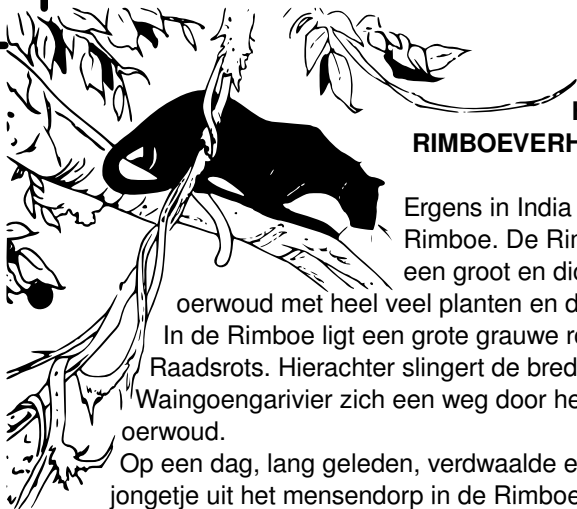 RIMBOEVERH
Ergens in India
Rimboe. De Rin
een groot en dic
oerwoud met heel veel planten en d
In de Rimboe ligt een grote grauwe r
Raadsrots. Hierachter slingert de bred
Waingoengarivier zich een weg door he
oerwoud.
Op een dag, lang geleden, verdwaalde e
jongetje uit het mensendorp in de Rimboe